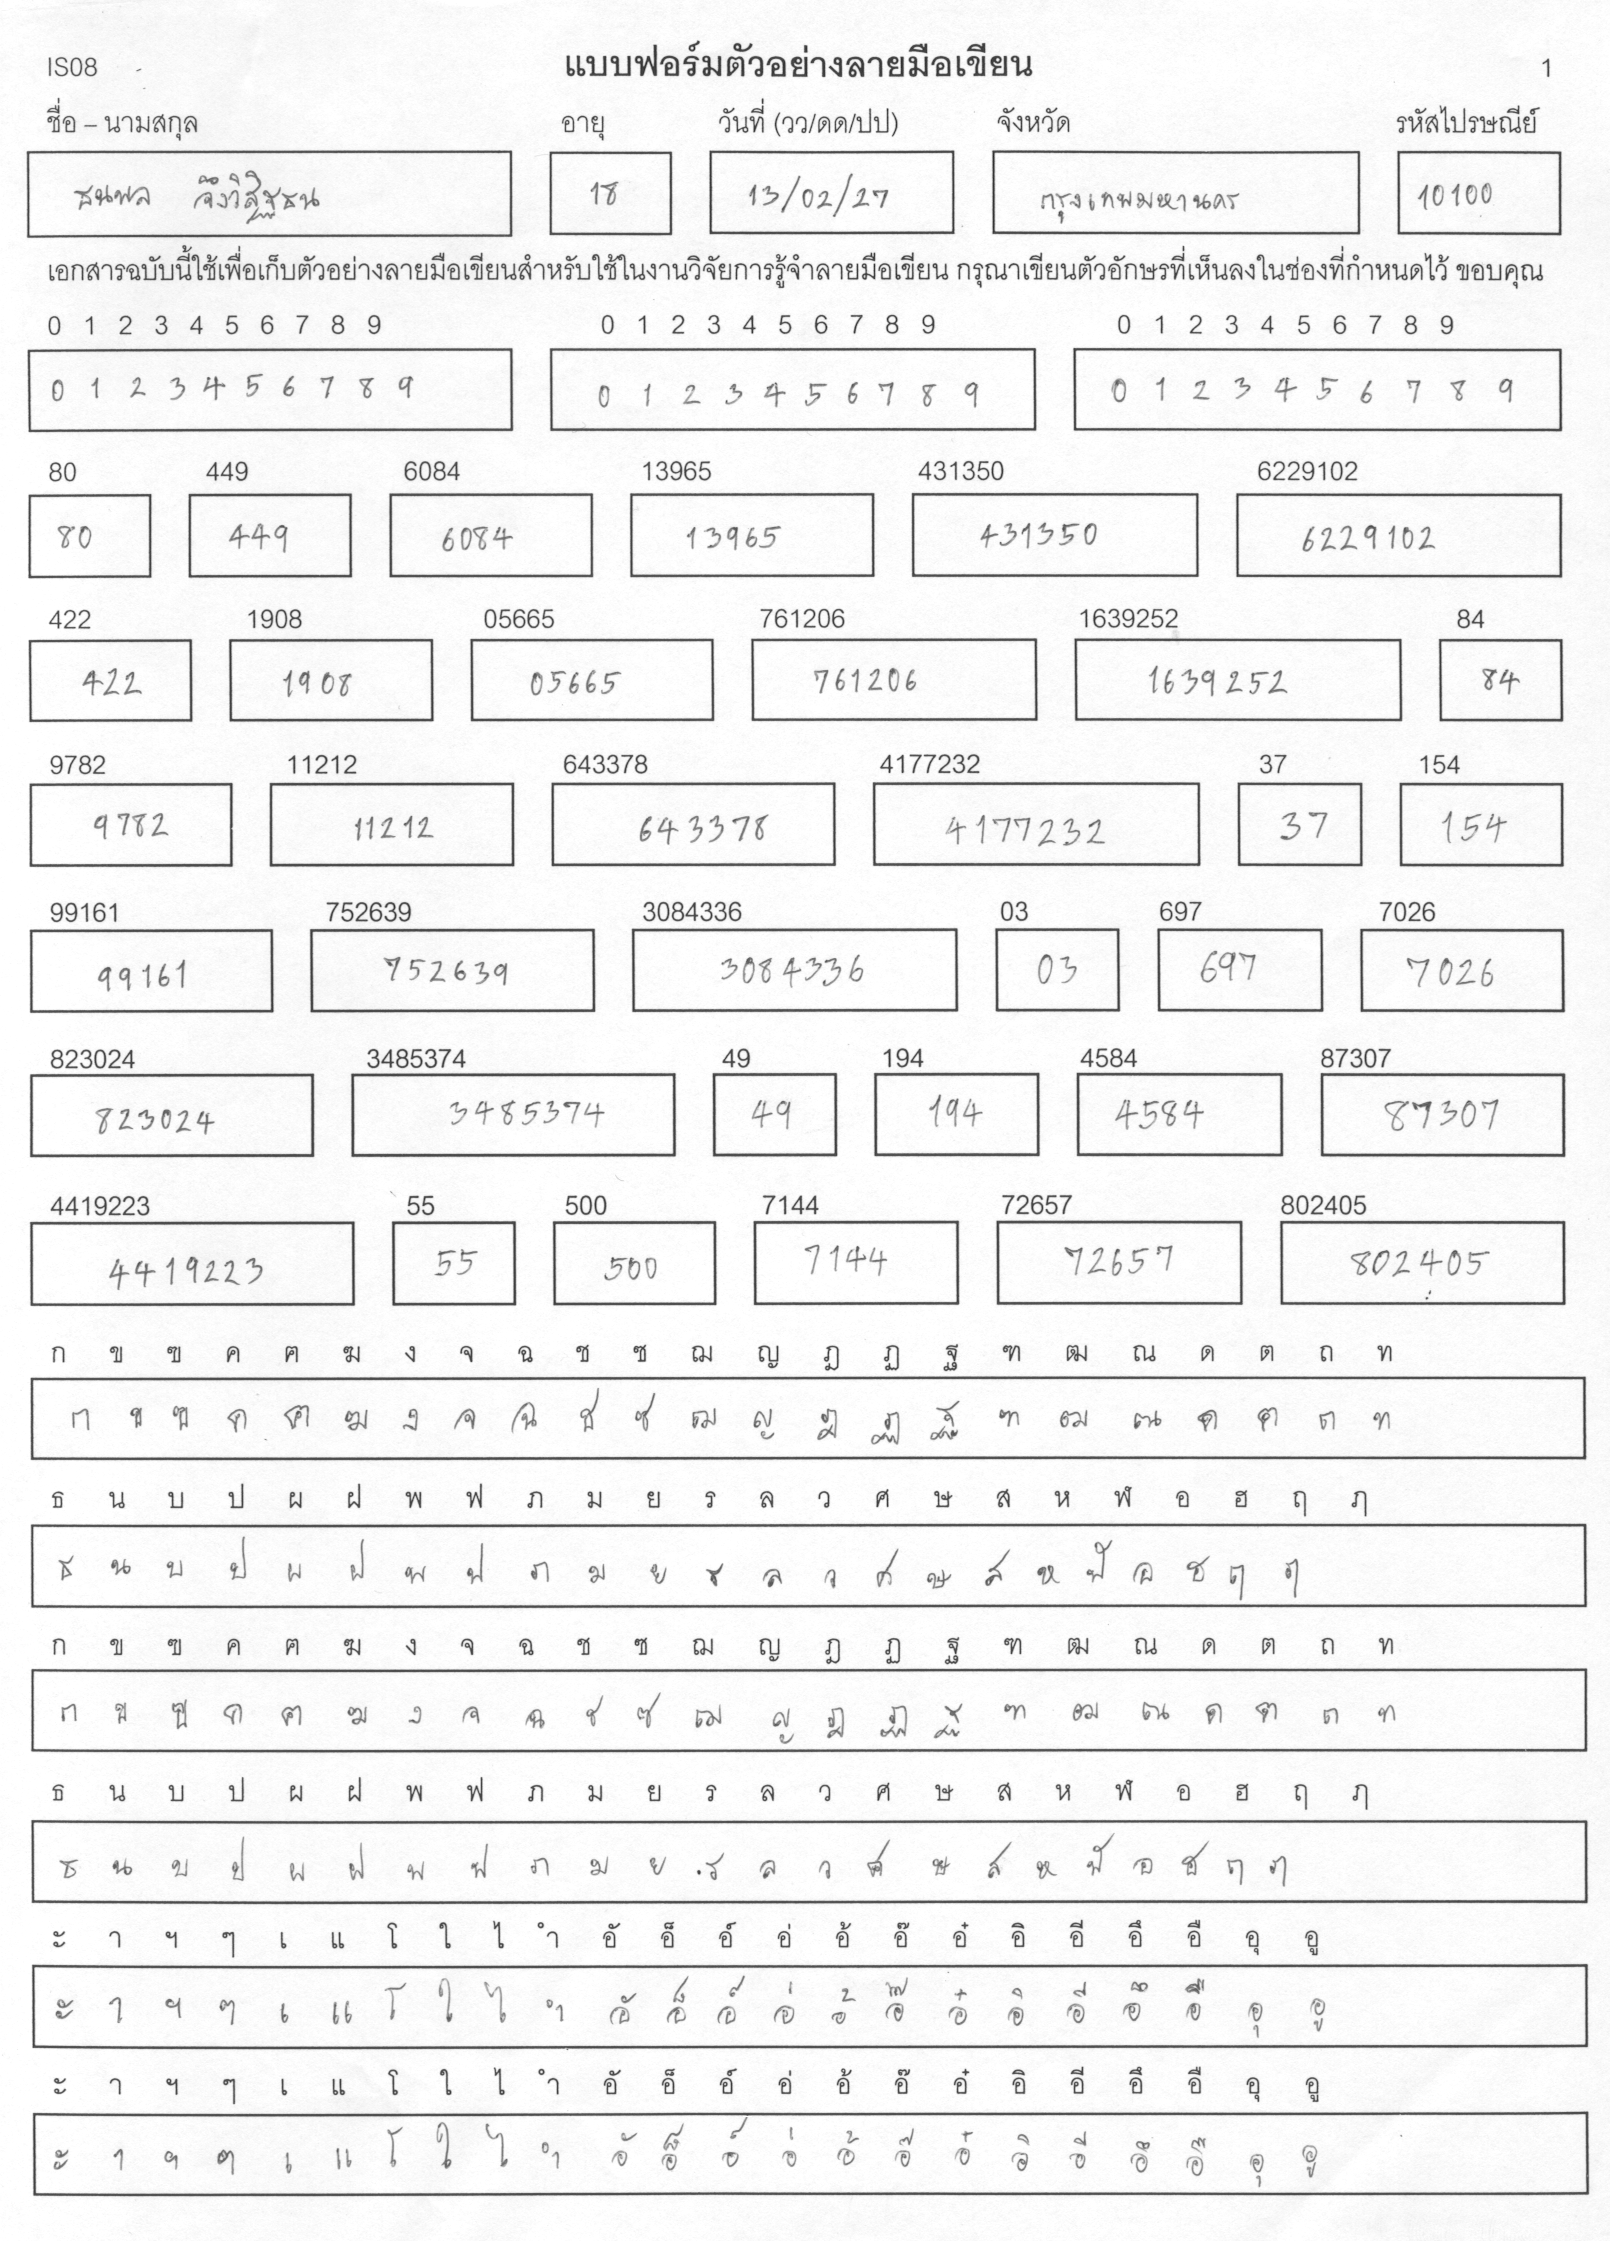 IS08 แบบฟอร์มตัวอย่างลายมือเขียน 1
ชื่อ – นามสกุล อายุ วันที่ (วว/ดด/ปป) จังหวัด รหัสไปรษณีย์
ธนพล จึงวิสิฐธน 18 13/02/27 กรุงเทพมหานคร 10100
เอกสารฉบับนี้ใช้เพื่อเก็บตัวอย่างลายมือเขียนสำหรับใช้ในงานวิจัยการรู้จำลายมือเขียน กรุณาเขียนตัวอักษรที่เห็นลงในช่องที่กำหนดไว้ ขอบคุณ
0 1 2 3 4 5 6 7 8 9 0 1 2 3 4 5 6 7 8 9 0 1 2 3 4 5 6 7 8 9
0 1 2 3 4 5 6 7 8 9 0 1 2 3 4 5 6 7 8 9 0 1 2 3 4 5 6 7 8 9
80 449 6084 13965 431350 6229102
80 449 6084 13965 431350 6229102
422 1908 05665 761206 1639252 84
422 1908 05665 761206 1639252 84
9782 11212 643378 4177232 37 154
9782 11212 643378 4177232 37 154
99161 752639 3084336 03 697 7026
99161 752639 3084336 03 697 7026
823024 3485374 49 194 4584 87307
823024 3485374 49 194 4584 87307
4419223 55 500 7144 72657 802405
4419223 55 500 7144 72657 802405
ก ข ฃ ค ฅ ฆ ง จ ฉ ช ซ ฌ ญ ฎ ฏ ฐ ฑ ฒ ณ ด ต ถ ท
ก ข ฃ ค ฅ ฆ ง จ ฉ ช ซ ฌ ญ ฎ ฏ ฐ ฑ ฒ ณ ด ต ถ ท
ธ น บ ป ผ ฝ พ ฟ ภ ม ย ร ล ว ศ ษ ส ห ฬ อ ฮ ฤ ฦ
ธ น บ ป ผ ฝ พ ฟ ภ ม ย ร ล ว ศ ษ ส ห ฬ อ ฮ ฤ ฦ
ก ข ฃ ค ฅ ฆ ง จ ฉ ช ซ ฌ ญ ฎ ฏ ฐ ฑ ฒ ณ ด ต ถ ท
ก ข ฃ ค ฅ ฆ ง จ ฉ ช ซ ฌ ญ ฎ ฏ ฐ ฑ ฒ ณ ด ต ถ ท
ธ น บ ป ผ ฝ พ ฟ ภ ม ย ร ล ว ศ ษ ส ห ฬ อ ฮ ฤ ฦ
ธ น บ ป ผ ฝ พ ฟ ภ ม ย ร ล ว ศ ษ ส ห ฬ อ ฮ ฤ ฦ
ะ า ฯ ๆ เ แ โ ใ ไ ำ อั อ็ อ์ อ่ อ้ อ๊ อ๋ อิ อี อึ อื อุ อู
ะ า ฯ ๆ เ แ โ ใ ไ ำ อั อ็ อ์ อ่ อ้ อ๊ อ๋ อิ อี อึ อื อุ อู
ะ า ฯ ๆ เ แ โ ใ ไ ำ อั อ็ อ์ อ่ อ้ อ๊ อ๋ อิ อี อึ อื อุ อู
ะ า ฯ ๆ เ แ โ ใ ไ ำ อั อ็ อ์ อ่ อ้ อ๊ อ๋ อิ อี อึ อื อุ อู